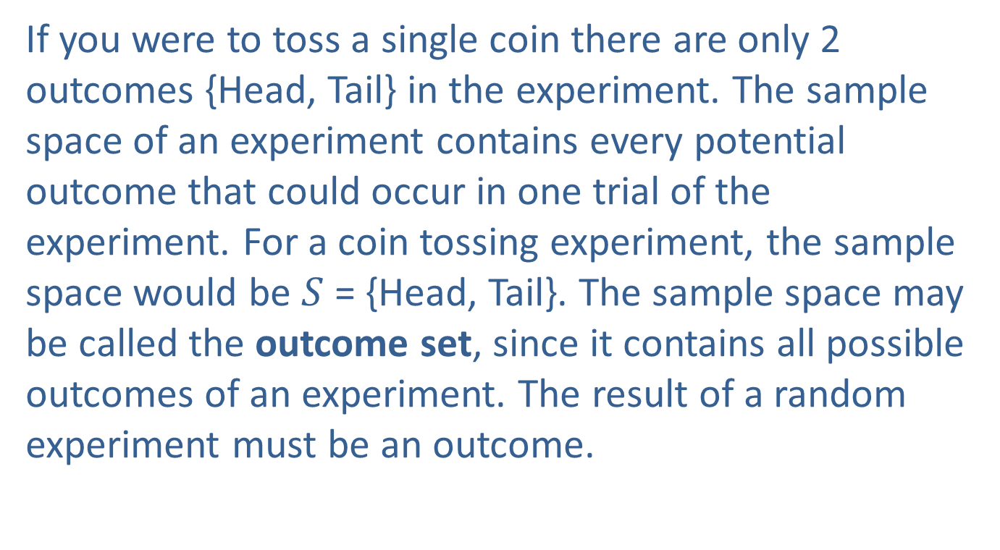 If you were to toss a single coin there are only 2
outcomes {Head, Tail} in the experiment. The sample
space of an experiment contains every potential
outcome that could occur in one trial of the
experiment. For a coin tossing experiment, the sample
space would be S = {Head, Tail}. The sample space may
be called the outcome set, since it contains all possible
outcomes of an experiment. The result of a random
experiment must be an outcome.